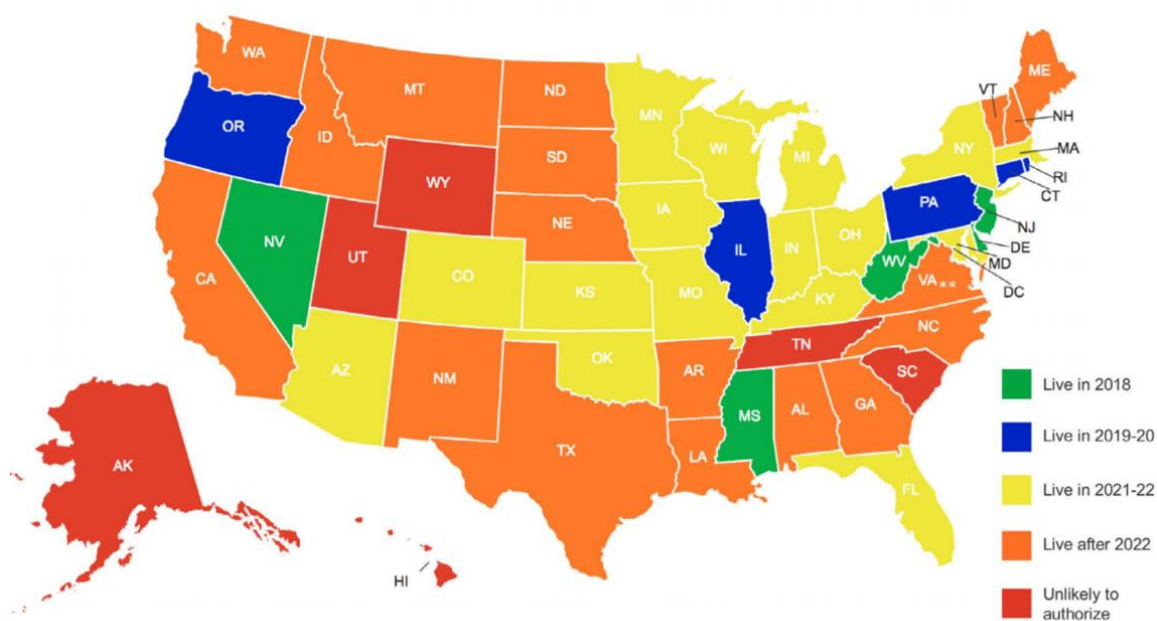 WA
MT
ND
MN
ME
VT
NH
OR
ID
SD
WI
MI
NY
MA
RI
CT
WY
NE
IA
PA
NJ
NV
UT
CO
IL
IN
OH
WV
DE
MD
DC
CA
KS
MO
KY
VA**
AZ
NM
OK
AR
TN
NC
SC
MS
AL
GA
TX
LA
FL
AK
HI
Live in 2018
Live in 2019-20
Live in 2021-22
Live after 2022
Unlikely to
authorize